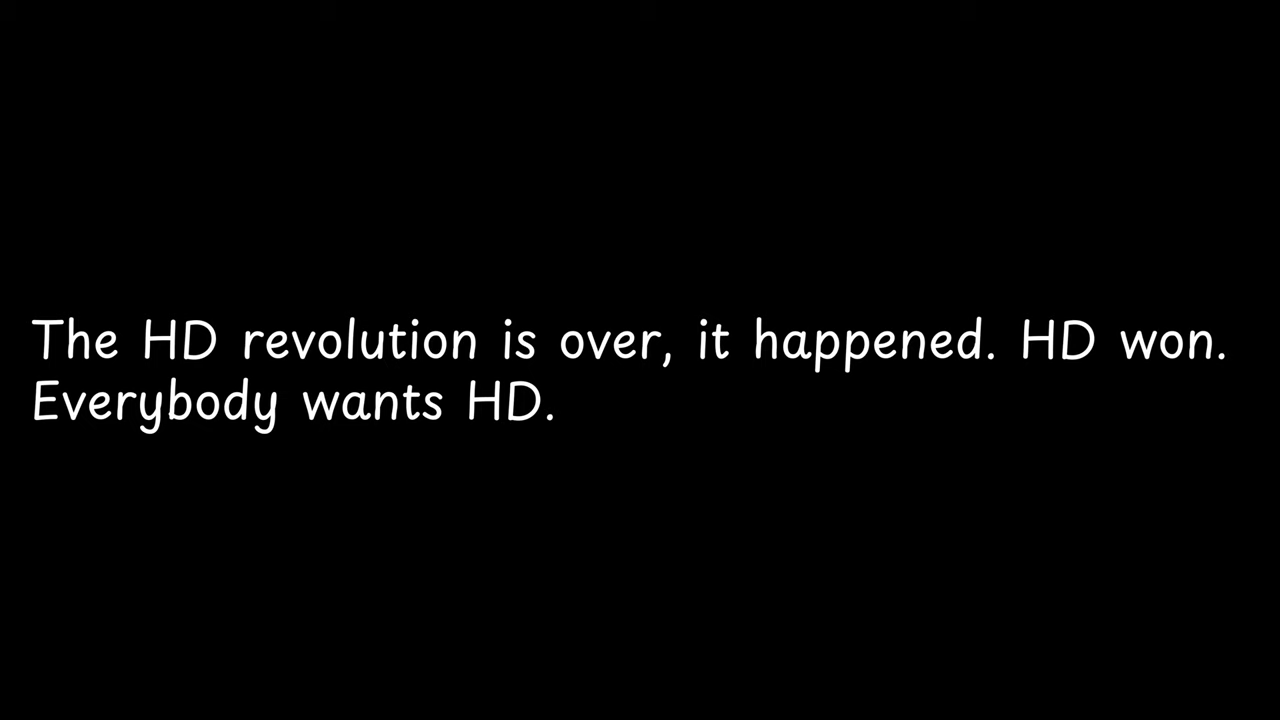 The HD revolution is over, it happened. HD won.
Everybody wants HD.